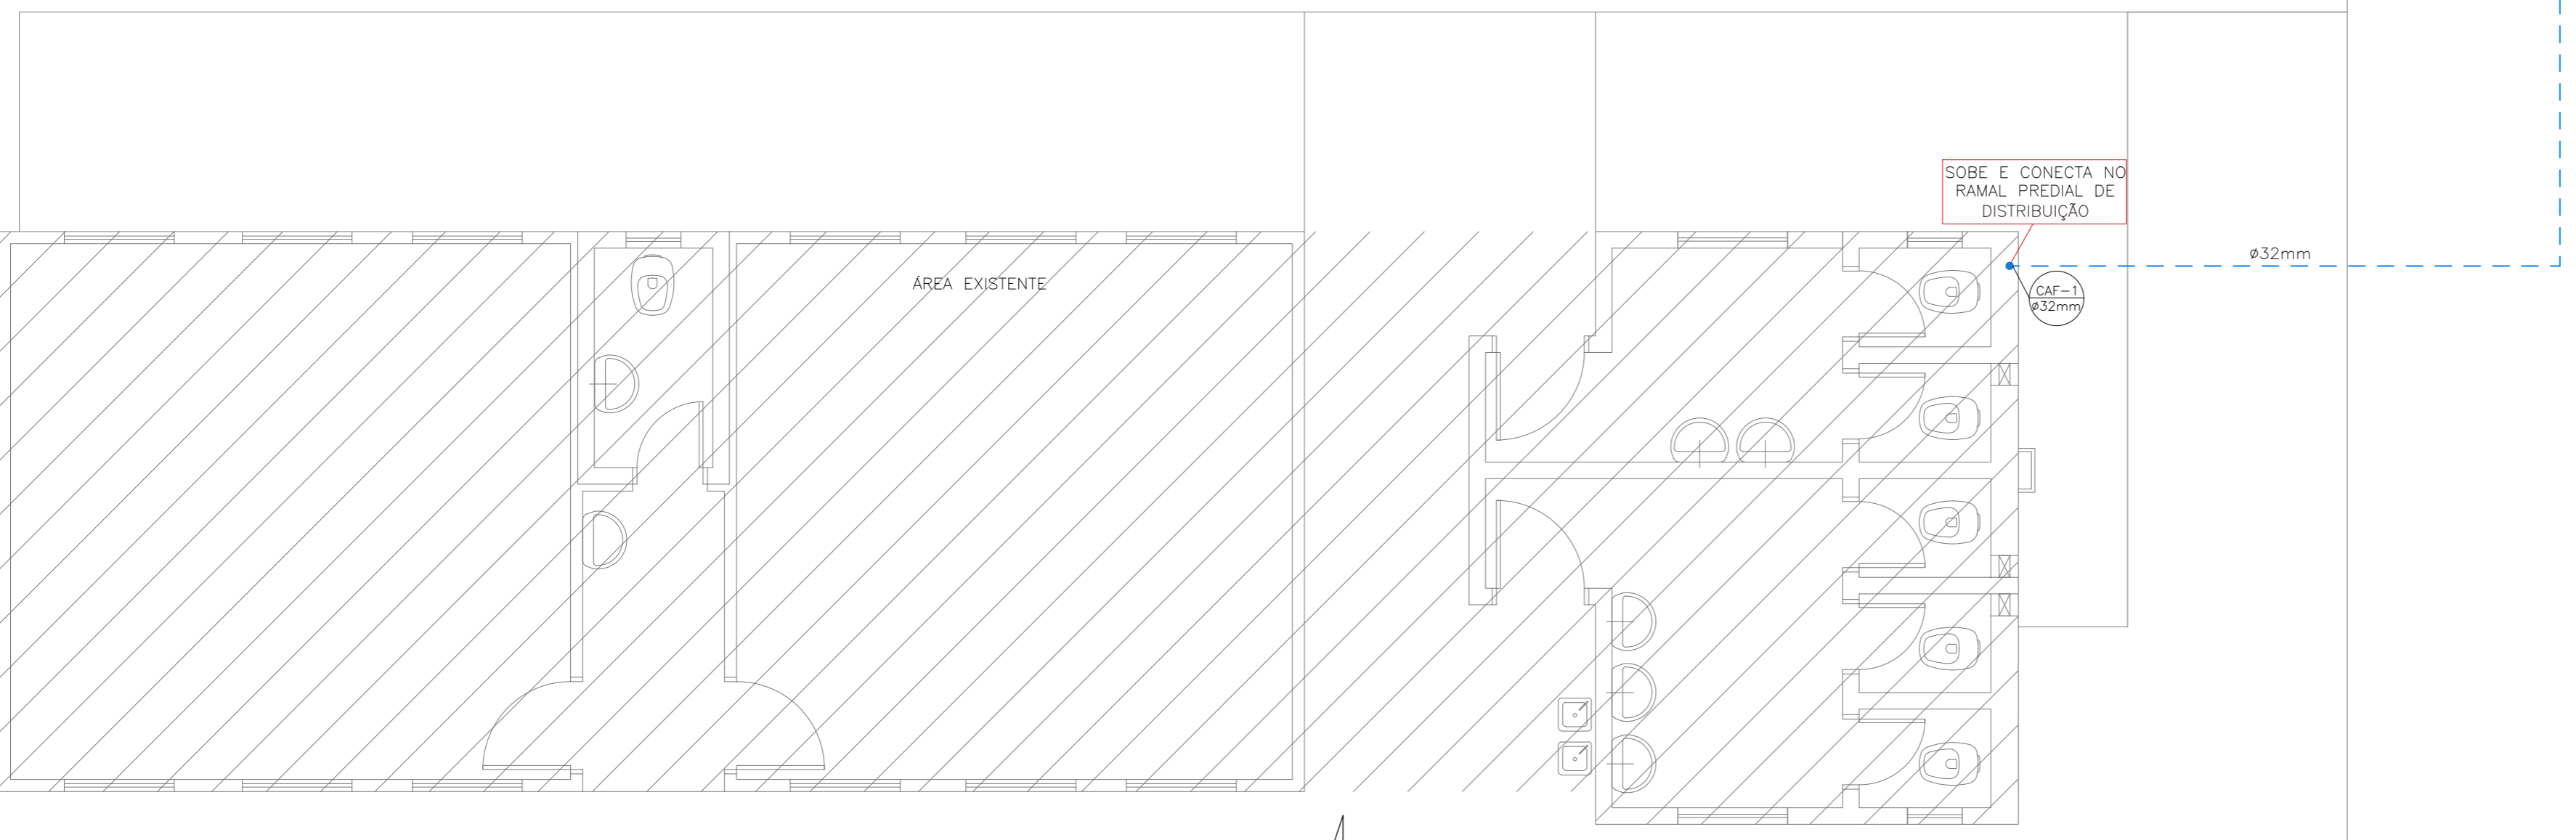 SOBE E CONECTA NO
RAMAL PREDIAL DE
DISTRIBUIÇÃO
ø32mm
ÁREA EXISTENTE
CAF-1
ø32mm